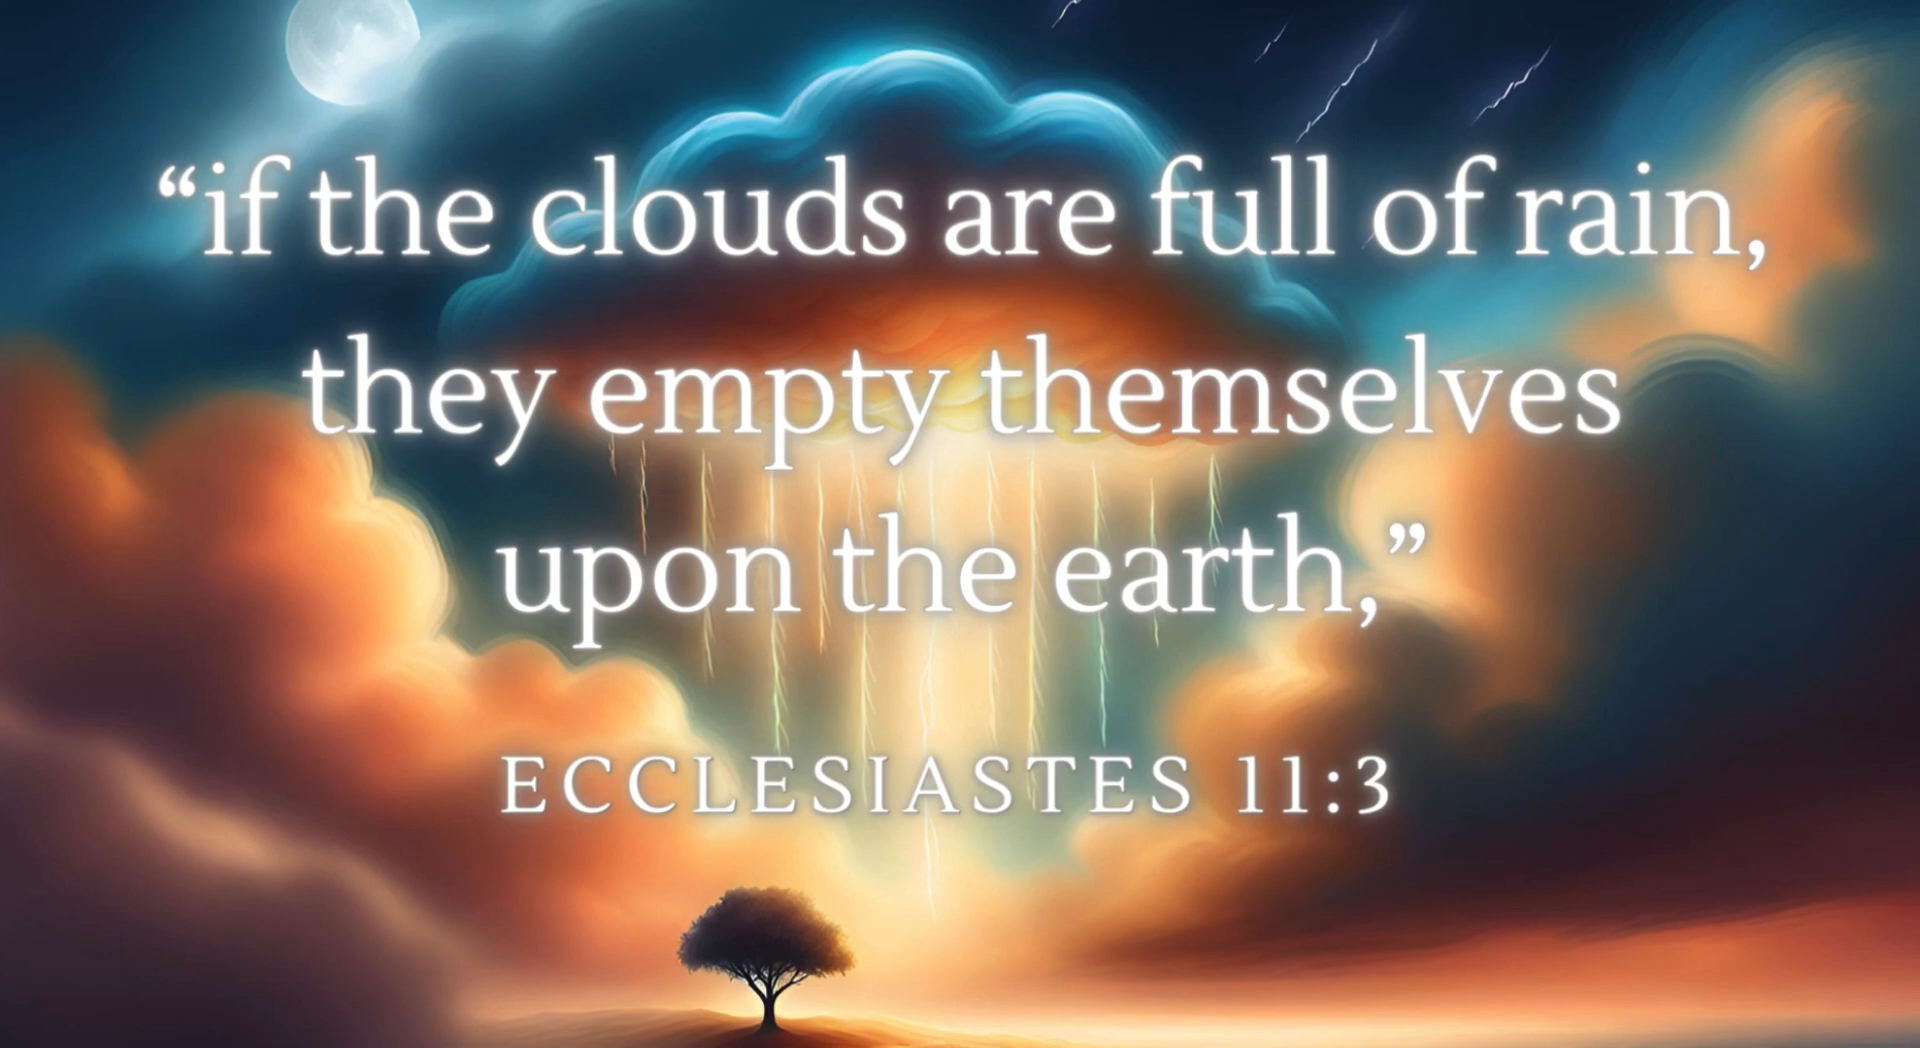 “if the clouds are full of rain,
they empty themselves
upon the earth,”
ECCLESIASTES 11:3